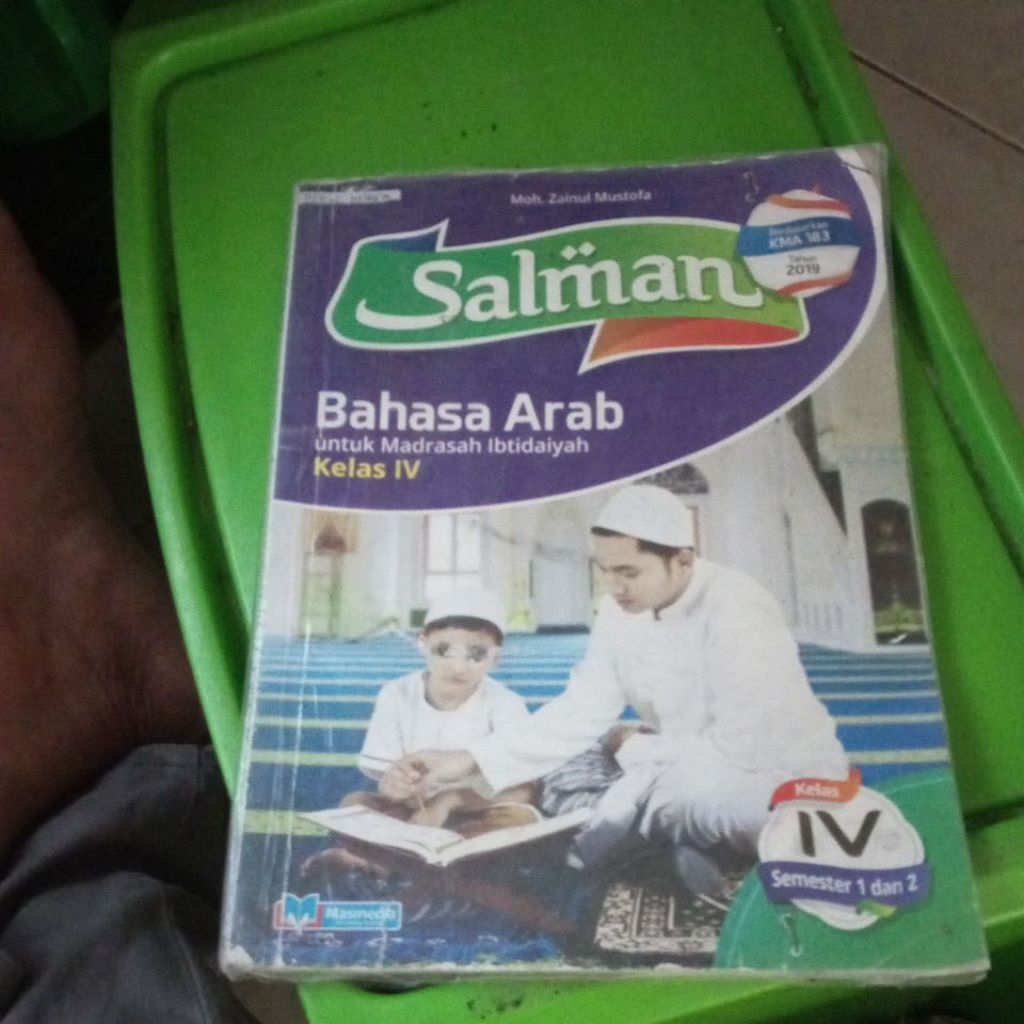 Moh. Zainul Mustofa
Salman
Berdasarkan
KMA 183
Tahun
2019
Bahasa Arab
untuk Madrasah Ibtidaiyah
Kelas IV
Kelas
IV
Semester 1 dan 2
Masmedia